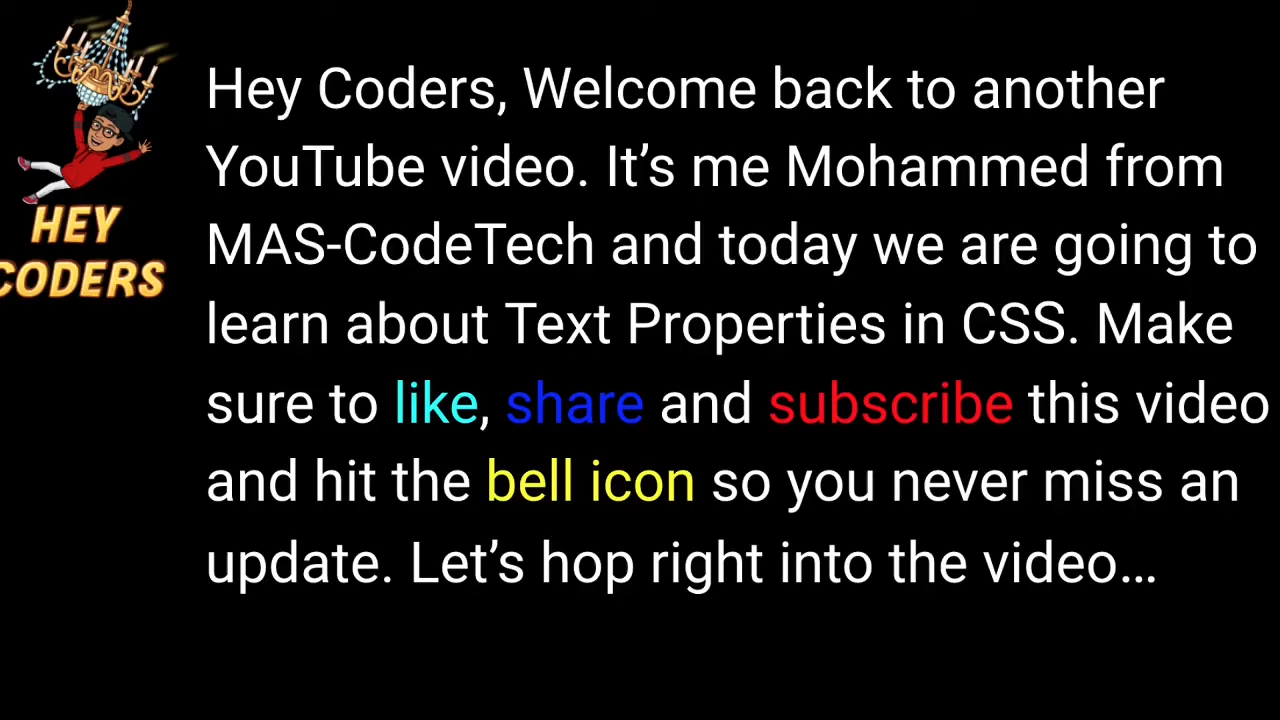 HEY
CODERS
Hey Coders, Welcome back to another
YouTube video. It’s me Mohammed from
MAS-CodeTech and today we are going to
learn about Text Properties in CSS. Make
sure to like, share and subscribe this video
and hit the bell icon so you never miss an
update. Let’s hop right into the video…